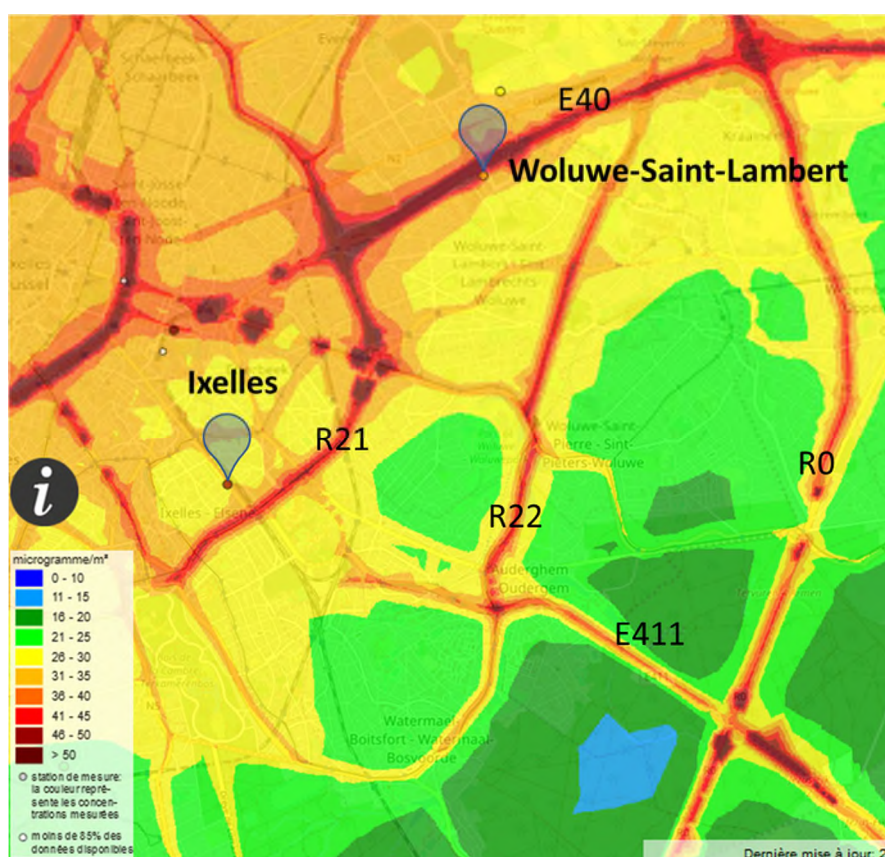 Schaerbeek
Schaarbeek
E40
N2
Kraainem
Woluwe-Saint-Lambert
Woluwe-Saint-
Lambert - Sint-
Lambrechts-
Woluwe
Ixelles
R21
Woluwe-Saint-
Pierre - Sint-
Pieters-Woluwe
R0
i
Ixelles - Elsene
R22
Auderghem
Oudergem
E411
Watermael-
Boitsfort - Watermaal-
Bosvoorde
microgramme/m³
0 - 10
11 - 15
16 - 20
21 - 25
26 - 30
31 - 35
36 - 40
41 - 45
46 - 50
> 50
station de mesure:
la couleur repré-
sente les concen-
trations mesurées
moins de 85% des
données disponibles
Dernière mise à jour: 2